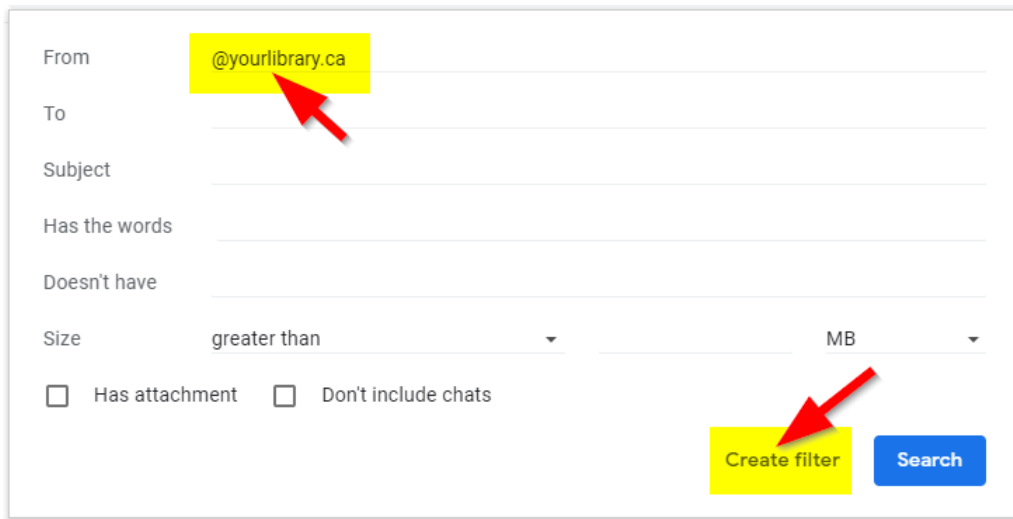 From @yourlibrary.ca
To
Subject
Has the words
Doesn't have
Size greater than MB
Has attachment Don't include chats
Create filter Search